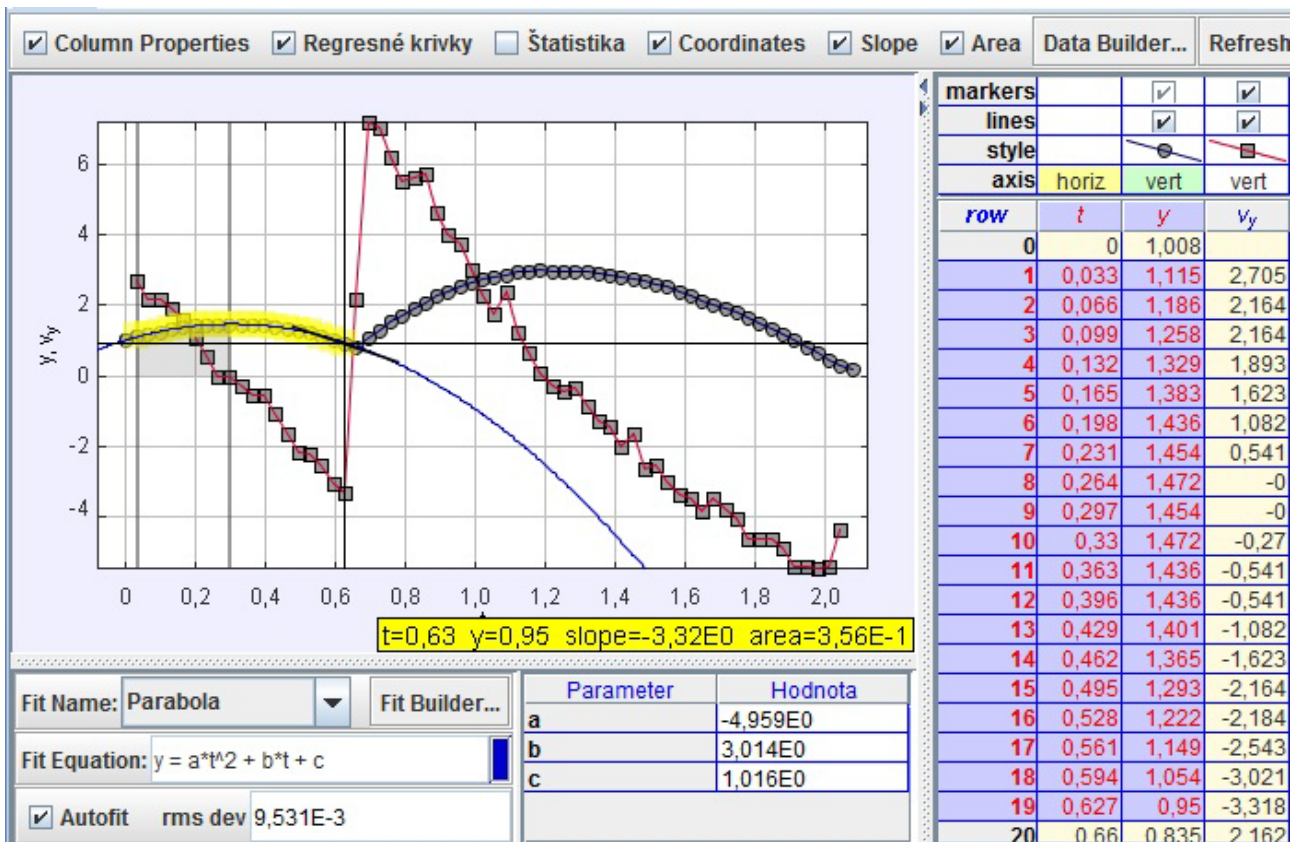 Column Properties Regresné krivky Štatistika Coordinates Slope Area Data Builder... Refresh
6
4
2
0
-2
-4
y, vy
0 0,2 0,4 0,6 0,8 1,0 1,2 1,4 1,6 1,8 2,0
t=0,63 y=0,95 slope=-3,32E0 area=3,56E-1
Fit Name: Parabola Fit Builder...
Fit Equation: y = a*t^2 + b*t + c
Autofit rms dev 9,531E-3
Parameter Hodnota
a -4,959E0
b 3,014E0
c 1,016E0
markers
lines
style
axis horiz vert vert
row t y vy
0 0 1,008
1 0,033 1,115 2,705
2 0,066 1,186 2,164
3 0,099 1,258 2,164
4 0,132 1,329 1,893
5 0,165 1,383 1,623
6 0,198 1,436 1,082
7 0,231 1,454 0,541
8 0,264 1,472 -0
9 0,297 1,454 -0
10 0,33 1,472 -0,27
11 0,363 1,436 -0,541
12 0,396 1,436 -0,541
13 0,429 1,401 -1,082
14 0,462 1,365 -1,623
15 0,495 1,293 -2,164
16 0,528 1,222 -2,184
17 0,561 1,149 -2,543
18 0,594 1,054 -3,021
19 0,627 0,95 -3,318
20 0,66 0,835 2,162